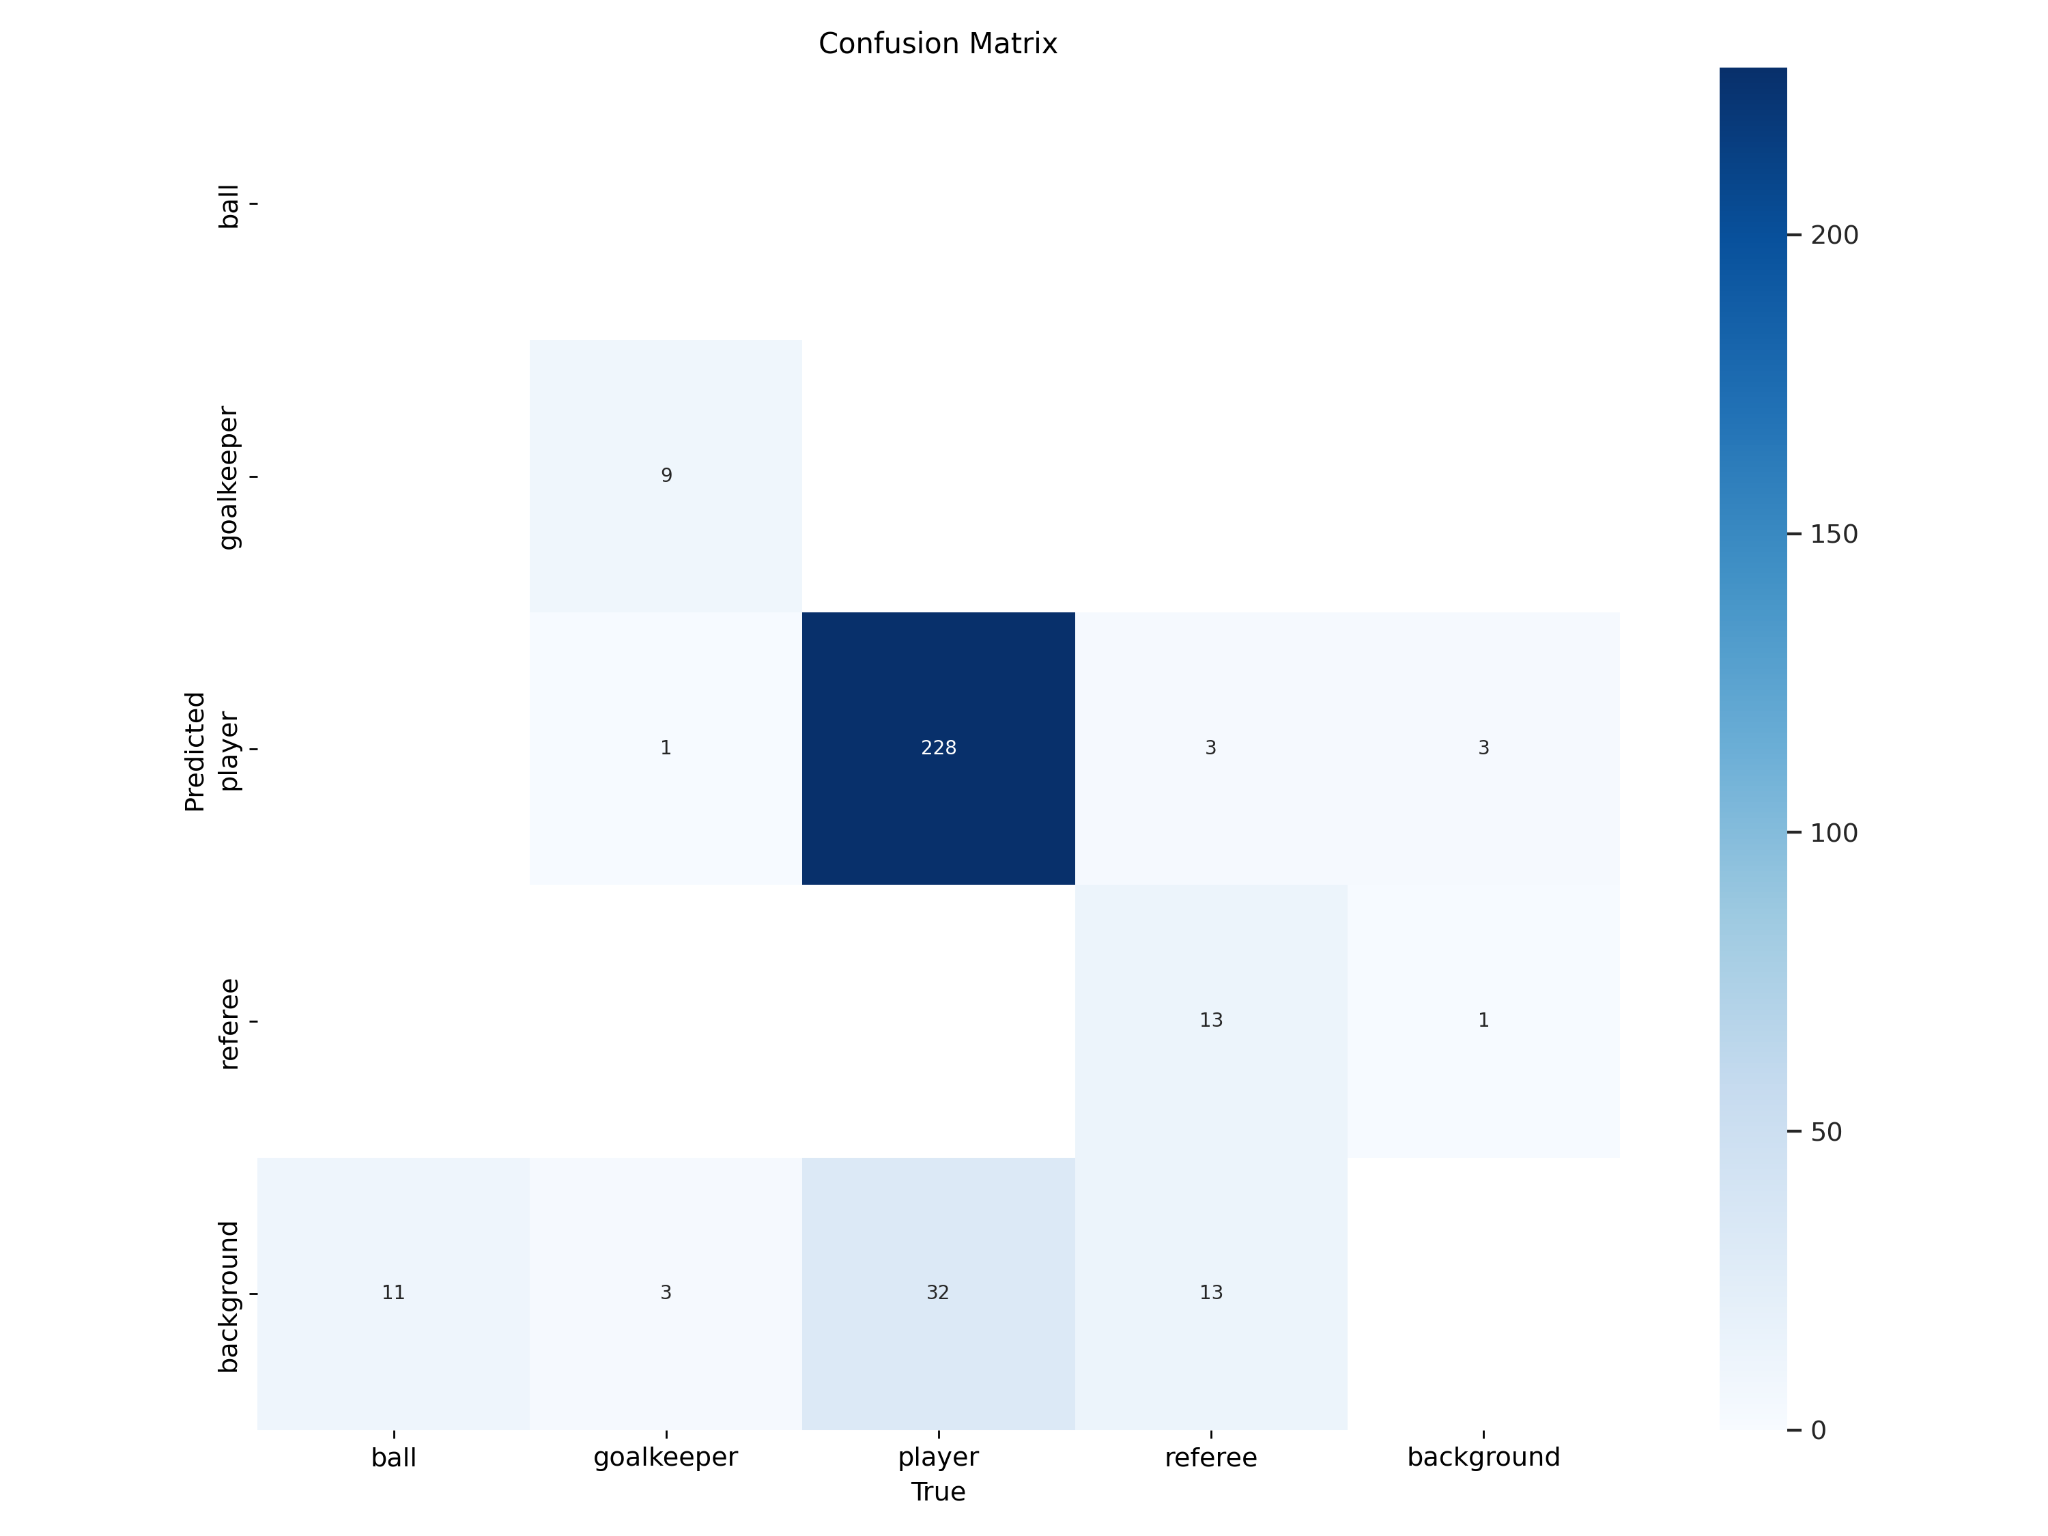 Confusion Matrix
ball
goalkeeper
9
Predicted
player
1 228 3 3
referee
13 1
background
11 3 32 13
ball goalkeeper player referee background
True
200
150
100
50
0